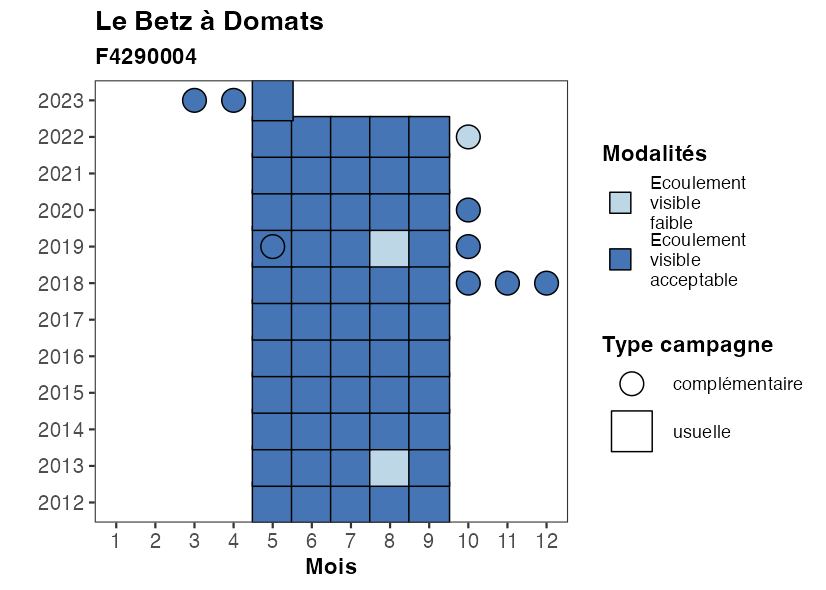 Le Betz à Domats
F4290004
2023
2022
2021
2020
2019
2018
2017
2016
2015
2014
2013
2012
1 2 3 4 5 6 7 8 9 10 11 12
Mois
Modalités
Ecoulement
visible
faible
Ecoulement
visible
acceptable
Type campagne
complémentaire
usuelle